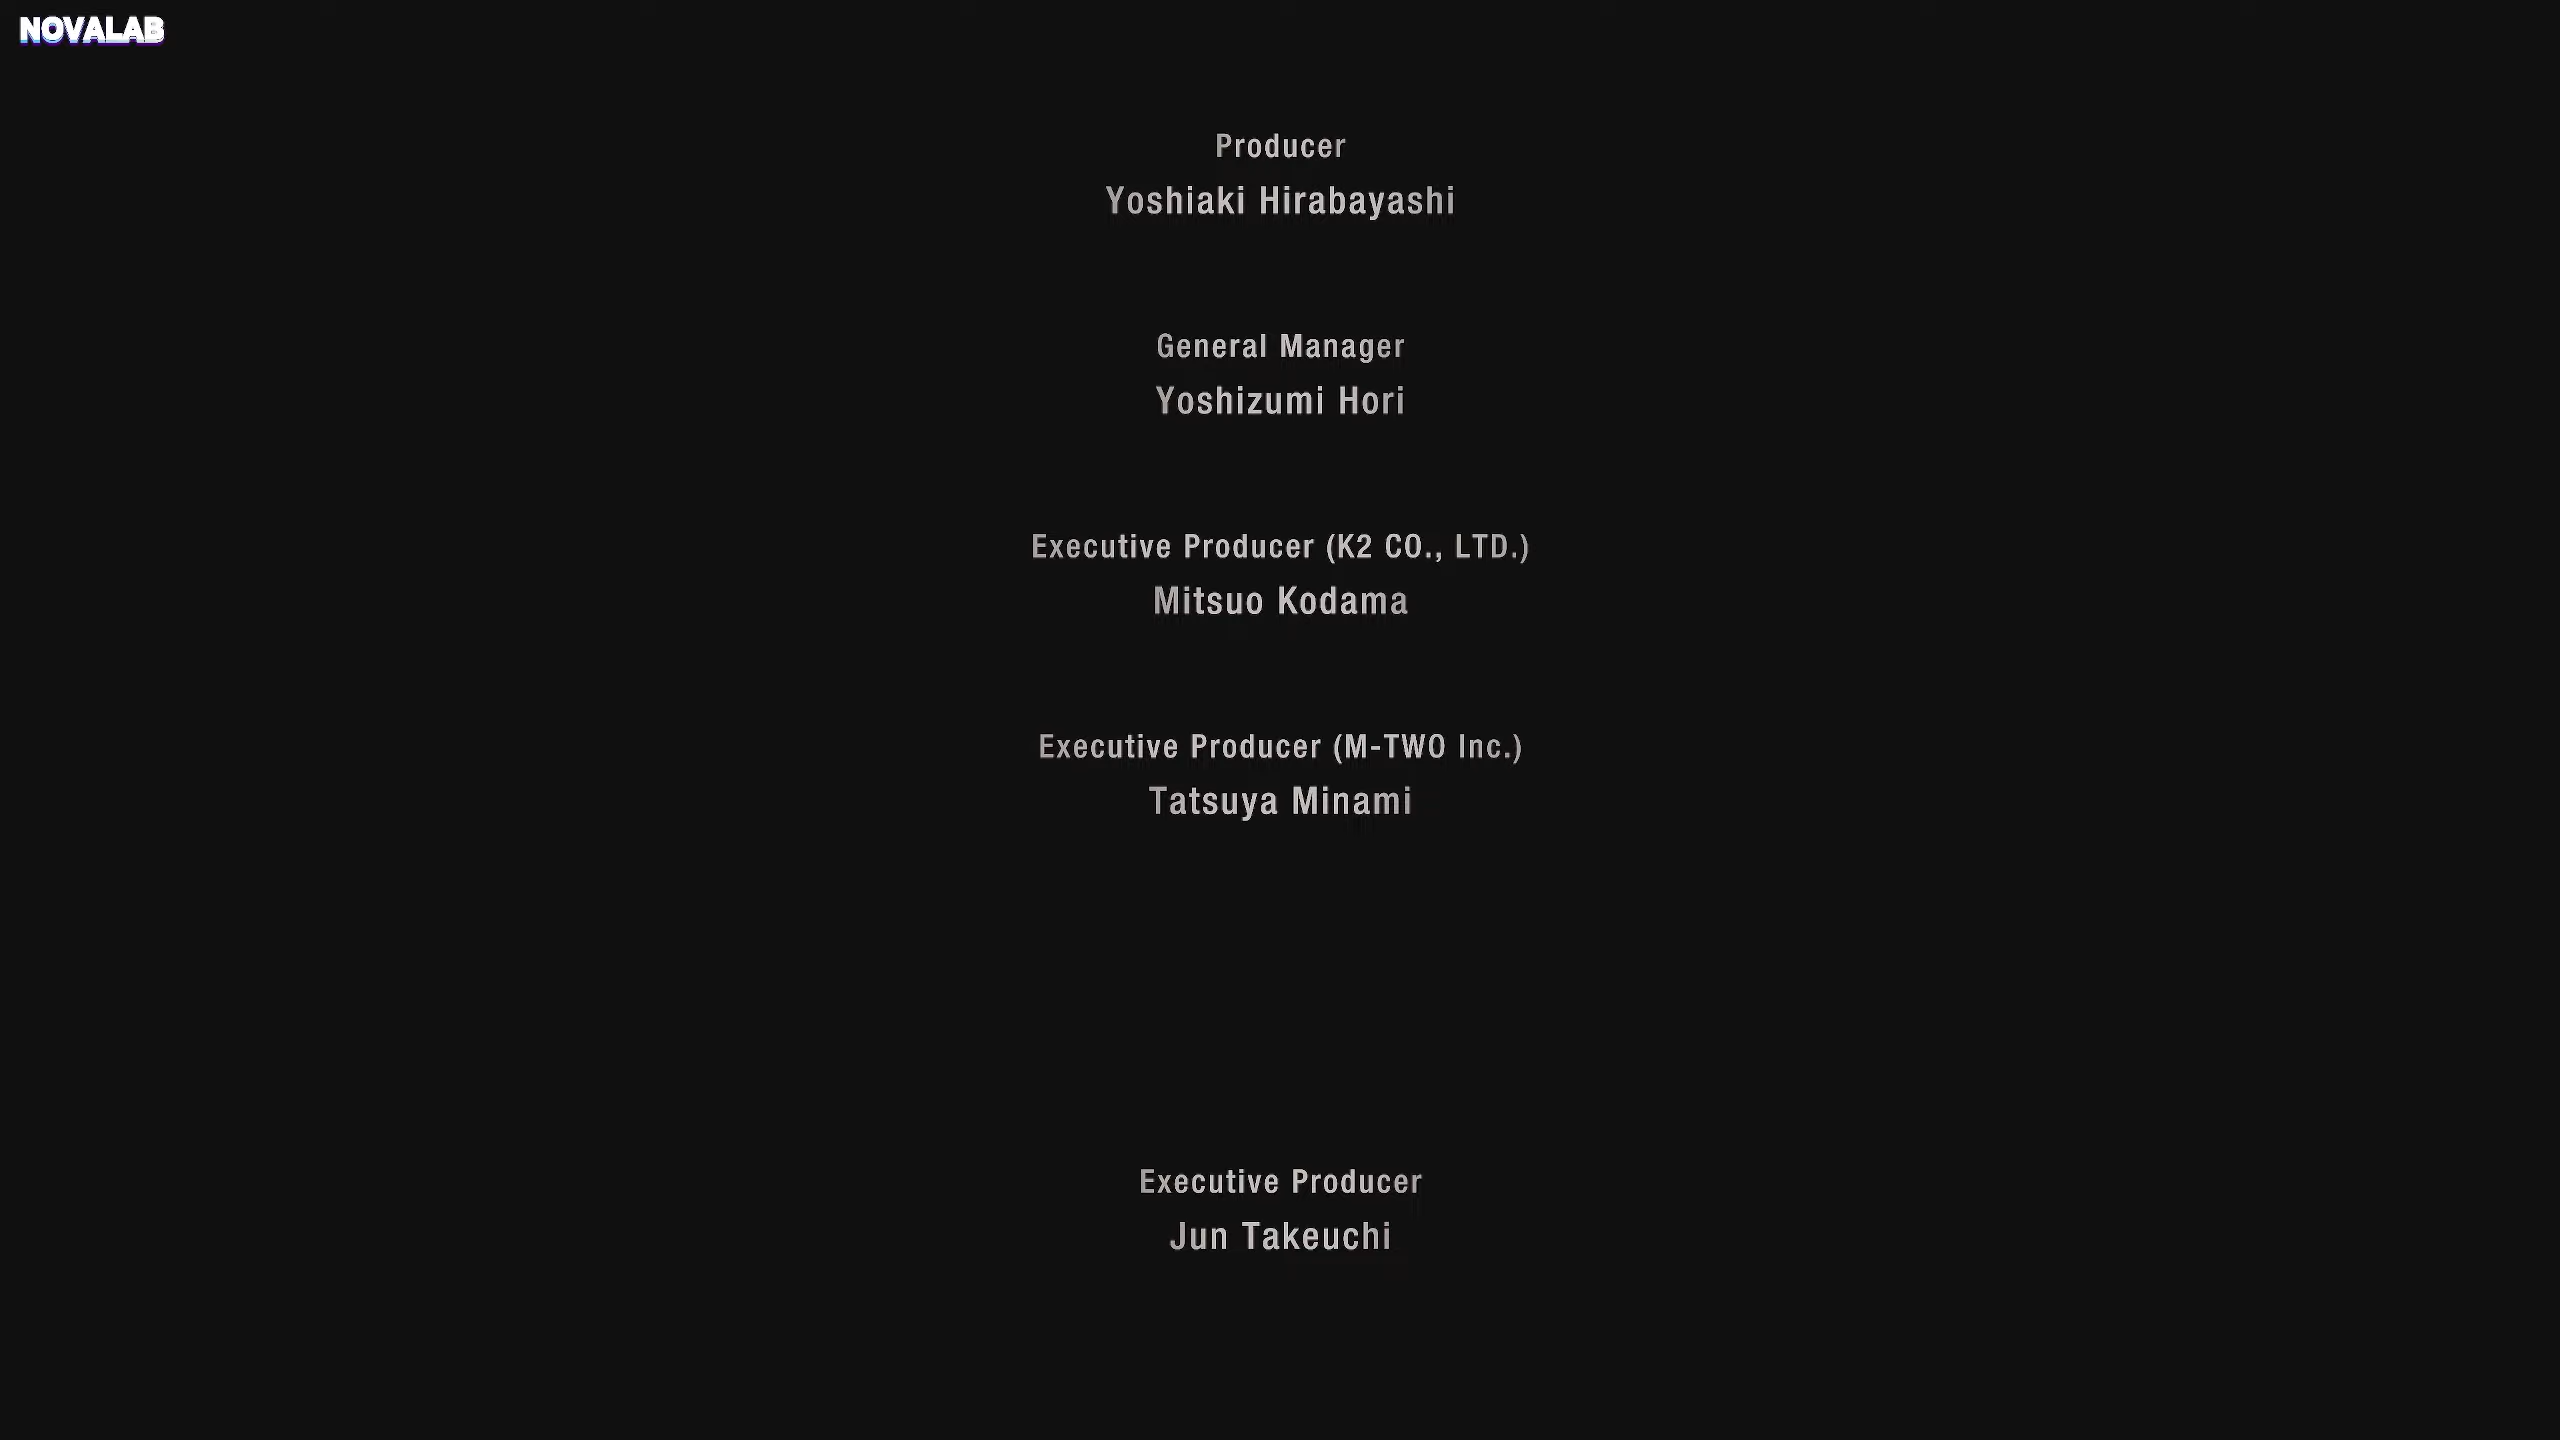 NOVALAB
Producer
Yoshiaki Hirabayashi
General Manager
Yoshizumi Hori
Executive Producer (K2 CO., LTD.)
Mitsuo Kodama
Executive Producer (M-TWO Inc.)
Tatsuya Minami
Executive Producer
Jun Takeuchi